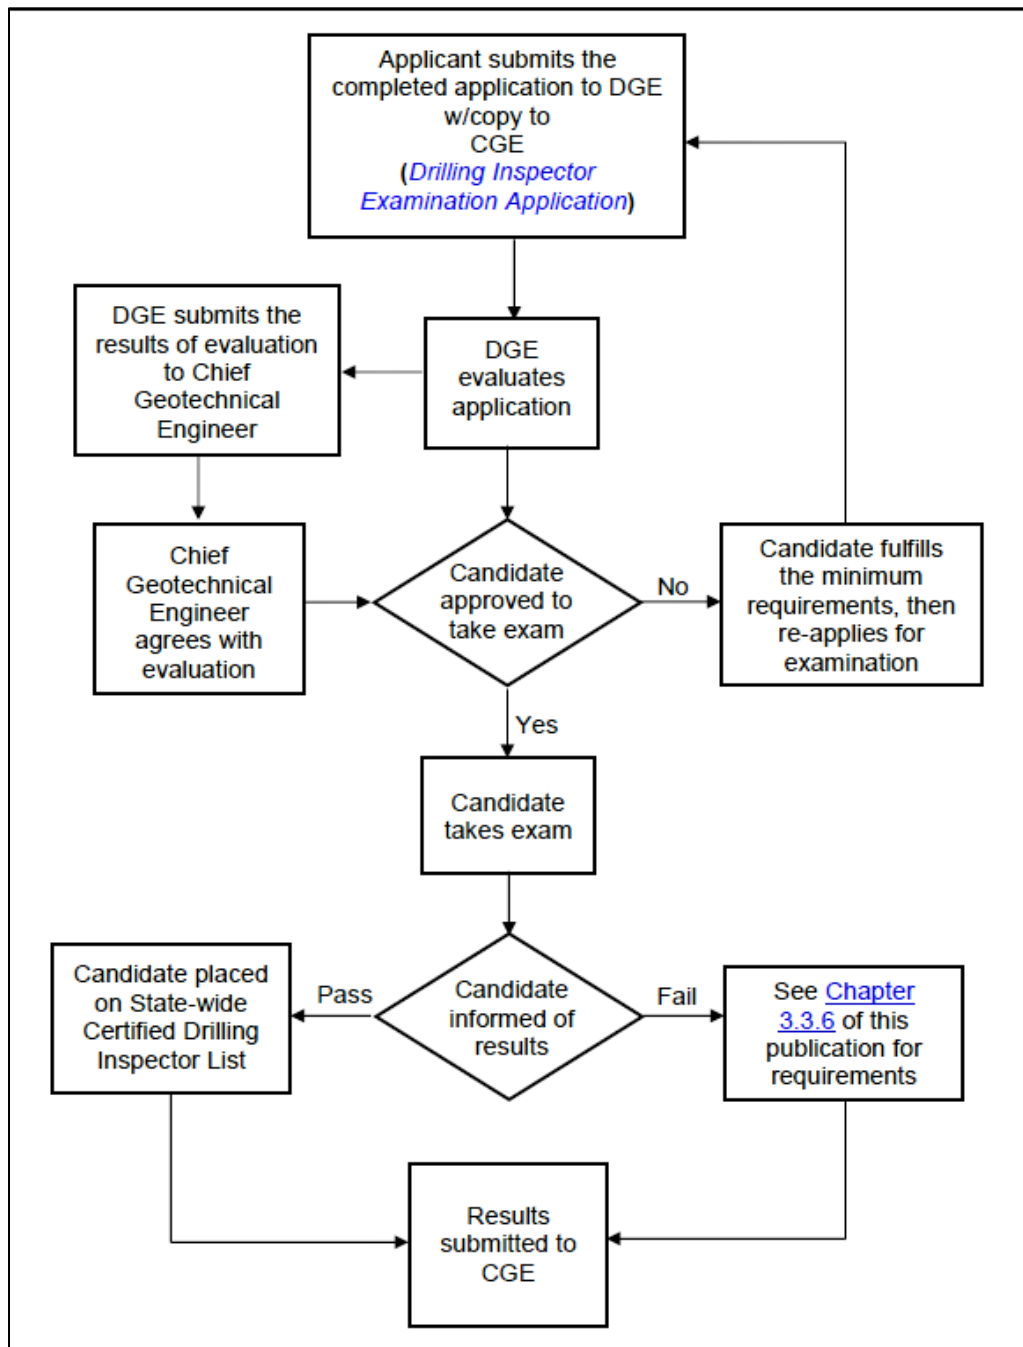 Applicant submits the
completed application to DGE
w/copy to
CGE
(Drilling Inspector
Examination Application)
DGE submits the
results of evaluation
to Chief
Geotechnical
Engineer
DGE
evaluates
application
Chief
Geotechnical
Engineer
agrees with
evaluation
Candidate
approved to
take exam
No
Candidate fulfills
the minimum
requirements, then
re-applies for
examination
Yes
Candidate
takes exam
Candidate placed
on State-wide
Certified Drilling
Inspector List
Pass
Candidate
informed of
results
Fail
See Chapter
3.3.6 of this
publication for
requirements
Results
submitted to
CGE